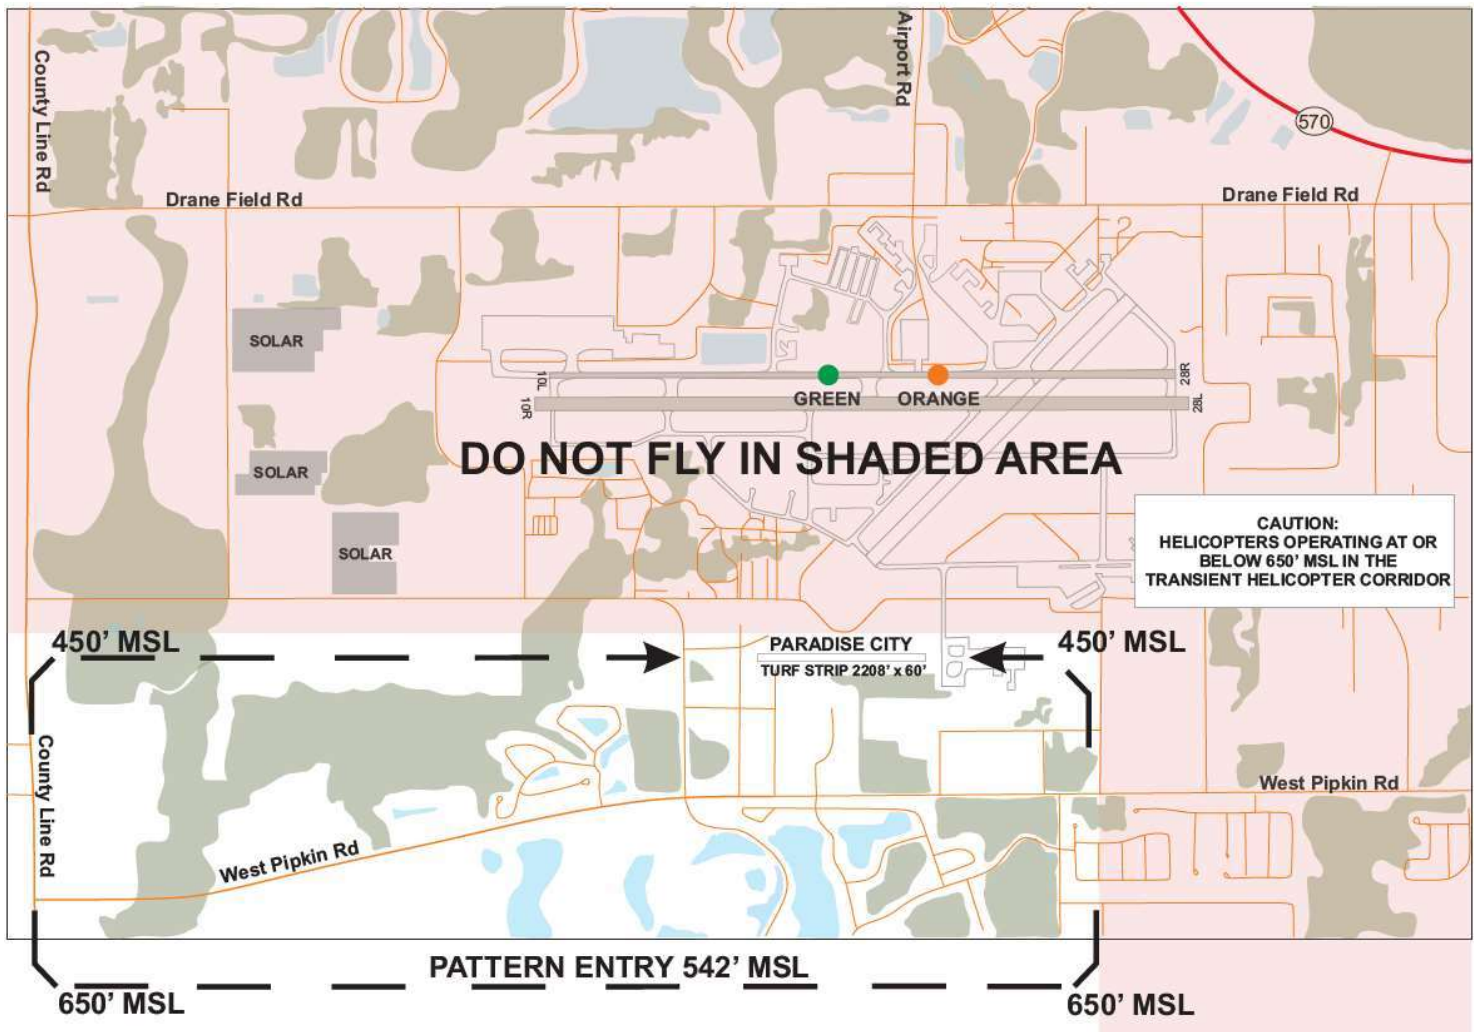 County Line Rd
Airport Rd
570
Drane Field Rd
Drane Field Rd
SOLAR
10L
28R
GREEN
ORANGE
10R
28L
DO NOT FLY IN SHADED AREA
SOLAR
SOLAR
CAUTION:
HELICOPTERS OPERATING AT OR
BELOW 650’ MSL IN THE
TRANSIENT HELICOPTER CORRIDOR
450’ MSL
PARADISE CITY
TURF STRIP 2208’ x 60’
450’ MSL
County Line Rd
West Pipkin Rd
West Pipkin Rd
PATTERN ENTRY 542’ MSL
650’ MSL
650’ MSL